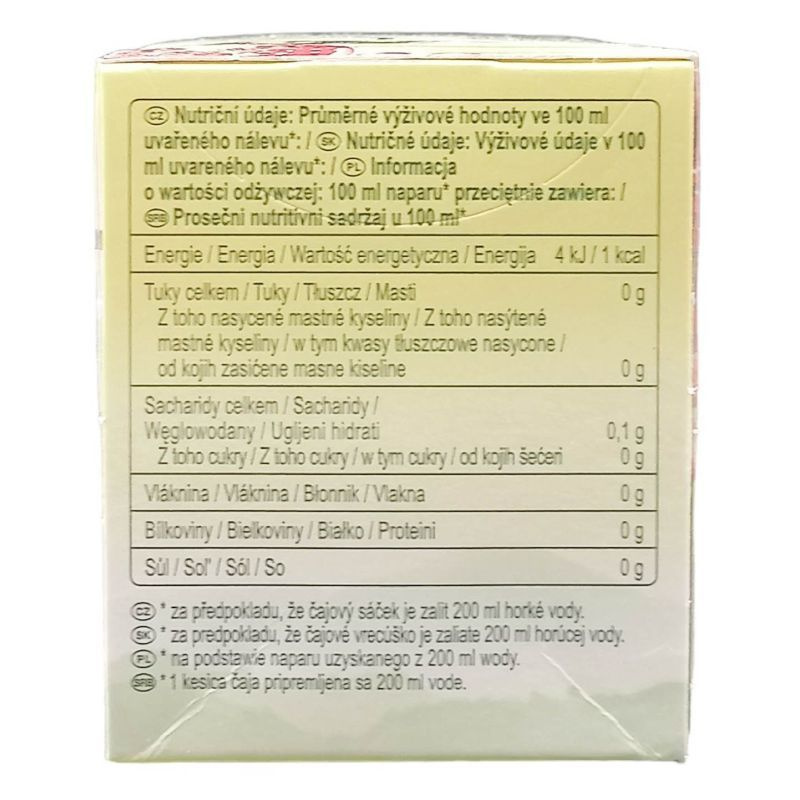 CZ Nutriční údaje: Průměrné výživové hodnoty ve 100 ml
uvařeného nálevu*: / SK Nutričné údaje: Výživové údaje v 100
ml uvareného nálevu*: / PL Informacja
o wartości odżywczej: 100 ml naparu* przeciętnie zawiera: /
SRB Prosečni nutritivni sadržaj u 100 ml*
Energie / Energia / Wartość energetyczna / Energija 4 kJ / 1 kcal
Tuky celkem / Tuky / Tłuszcz / Masti 0 g
Z toho nasycené mastné kyseliny / Z toho nasýtené
mastné kyseliny / w tym kwasy tłuszczowe nasycone /
od kojih zasićene masne kiseline 0 g
Sacharidy celkem / Sacharidy /
Węglowodany / Ugljeni hidrati 0,1 g
Z toho cukry / Z toho cukry / w tym cukry / od kojih šećeri 0 g
Vláknina / Vláknina / Błonnik / Vlakna 0 g
Bílkoviny / Bielkoviny / Białko / Proteini 0 g
Sůl / Soľ / Sól / So 0 g
CZ * za předpokladu, že čajový sáček je zalit 200 ml horké vody.
SK * za predpokladu, že čajové vrecúško je zaliate 200 ml horúcej vody.
PL * na podstawie naparu uzyskanego z 200 ml wody.
SRB * 1 kesica čaja pripremljena sa 200 ml vode.